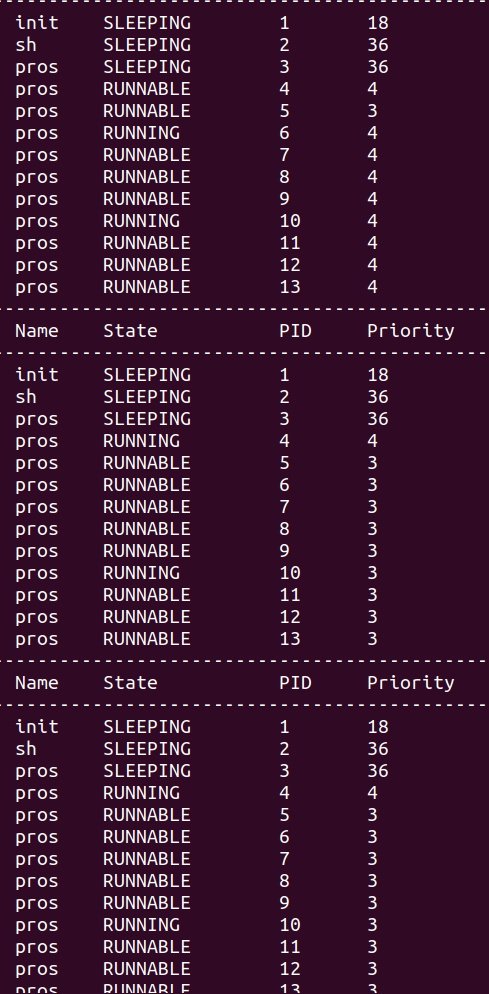 ---------------------------------------------
init SLEEPING 1 18
sh SLEEPING 2 36
pros SLEEPING 3 36
pros RUNNABLE 4 4
pros RUNNABLE 5 3
pros RUNNING 6 4
pros RUNNABLE 7 4
pros RUNNABLE 8 4
pros RUNNABLE 9 4
pros RUNNING 10 4
pros RUNNABLE 11 4
pros RUNNABLE 12 4
pros RUNNABLE 13 4
---------------------------------------------
Name State PID Priority
---------------------------------------------
init SLEEPING 1 18
sh SLEEPING 2 36
pros SLEEPING 3 36
pros RUNNING 4 4
pros RUNNABLE 5 3
pros RUNNABLE 6 3
pros RUNNABLE 7 3
pros RUNNABLE 8 3
pros RUNNABLE 9 3
pros RUNNING 10 3
pros RUNNABLE 11 3
pros RUNNABLE 12 3
pros RUNNABLE 13 3
---------------------------------------------
Name State PID Priority
---------------------------------------------
init SLEEPING 1 18
sh SLEEPING 2 36
pros SLEEPING 3 36
pros RUNNING 4 4
pros RUNNABLE 5 3
pros RUNNABLE 6 3
pros RUNNABLE 7 3
pros RUNNABLE 8 3
pros RUNNABLE 9 3
pros RUNNING 10 3
pros RUNNABLE 11 3
pros RUNNABLE 12 3
pros RUNNABLE 13 3